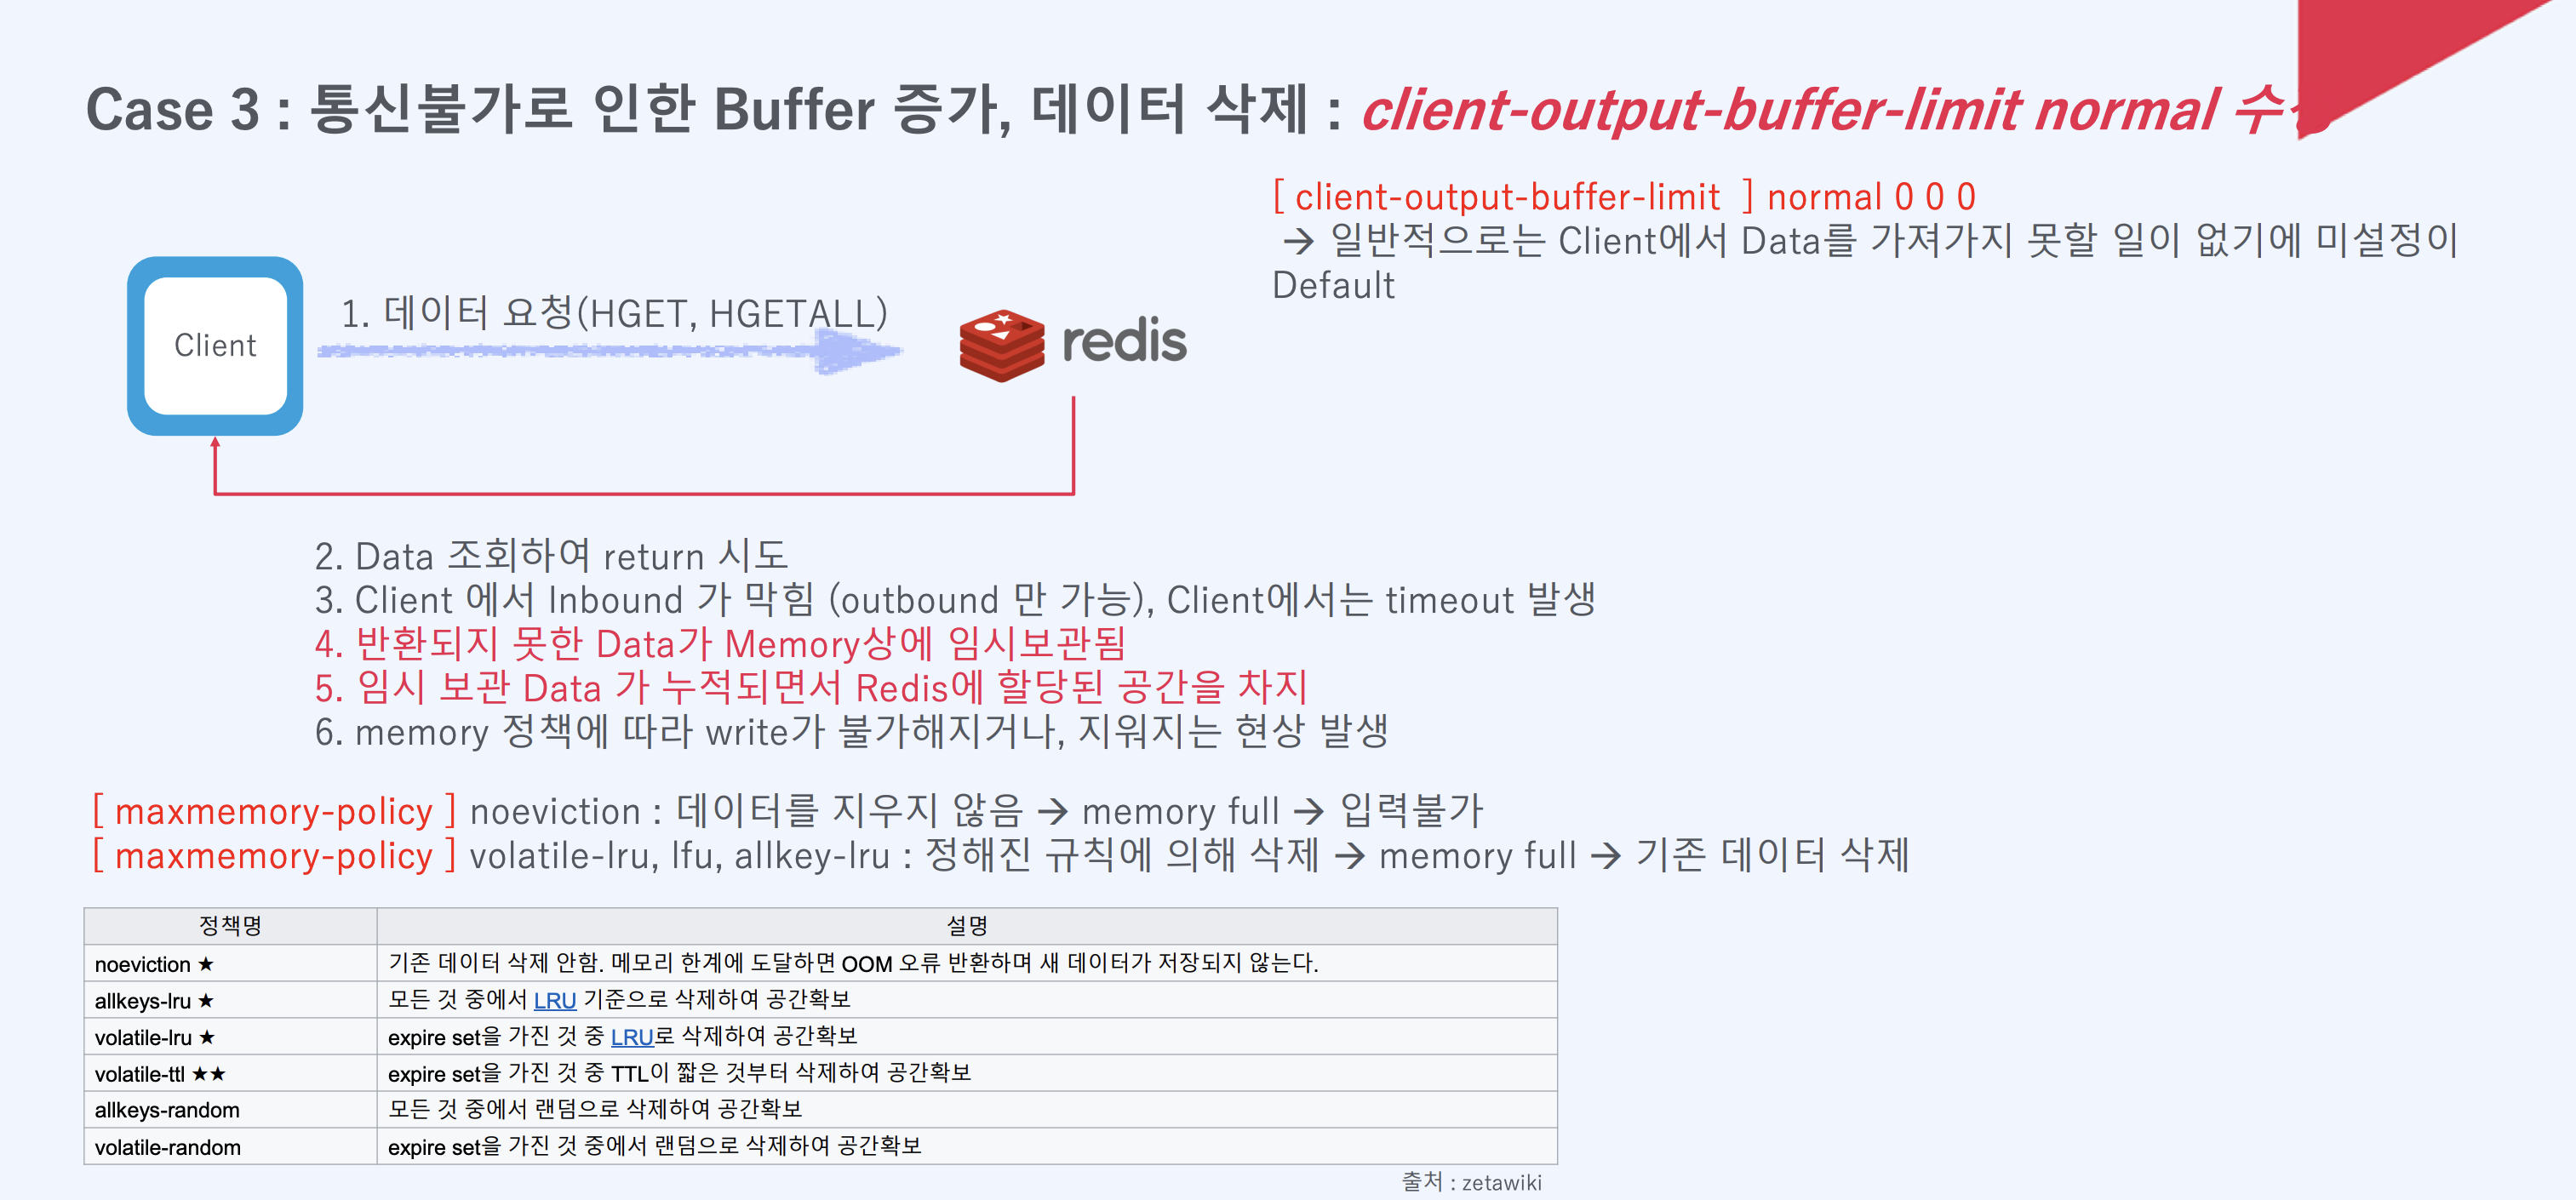 Case 3 : 통신불가로 인한 Buffer 증가, 데이터 삭제 : client-output-buffer-limit normal
[ client-output-buffer-limit ] normal 0 0 0
→ 일반적으로는 Client에서 Data를 가져가지 못할 일이 없기에 미설정이
Default
Client
1. 데이터 요청(HGET, HGETALL)
redis
2. Data 조회하여 return 시도
3. Client 에서 Inbound 가 막힘 (outbound 만 가능), Client에서는 timeout 발생
4. 반환되지 못한 Data가 Memory상에 임시보관됨
5. 임시 보관 Data 가 누적되면서 Redis에 할당된 공간을 차지
6. memory 정책에 따라 write가 불가해지거나, 지워지는 현상 발생
[ maxmemory-policy ] noeviction : 데이터를 지우지 않음 → memory full → 입력불가
[ maxmemory-policy ] volatile-lru, lfu, allkey-lru : 정해진 규칙에 의해 삭제 → memory full → 기존 데이터 삭제
정책명 설명
noeviction ★ 기존 데이터 삭제 안함. 메모리 한계에 도달하면 OOM 오류 반환하며 새 데이터가 저장되지 않는다.
allkeys-lru ★ 모든 것 중에서 LRU 기준으로 삭제하여 공간확보
volatile-lru ★ expire set을 가진 것 중 LRU로 삭제하여 공간확보
volatile-ttl ★★ expire set을 가진 것 중 TTL이 짧은 것부터 삭제하여 공간확보
allkeys-random 모든 것 중에서 랜덤으로 삭제하여 공간확보
volatile-random expire set을 가진 것 중에서 랜덤으로 삭제하여 공간확보
출처 : zetawiki